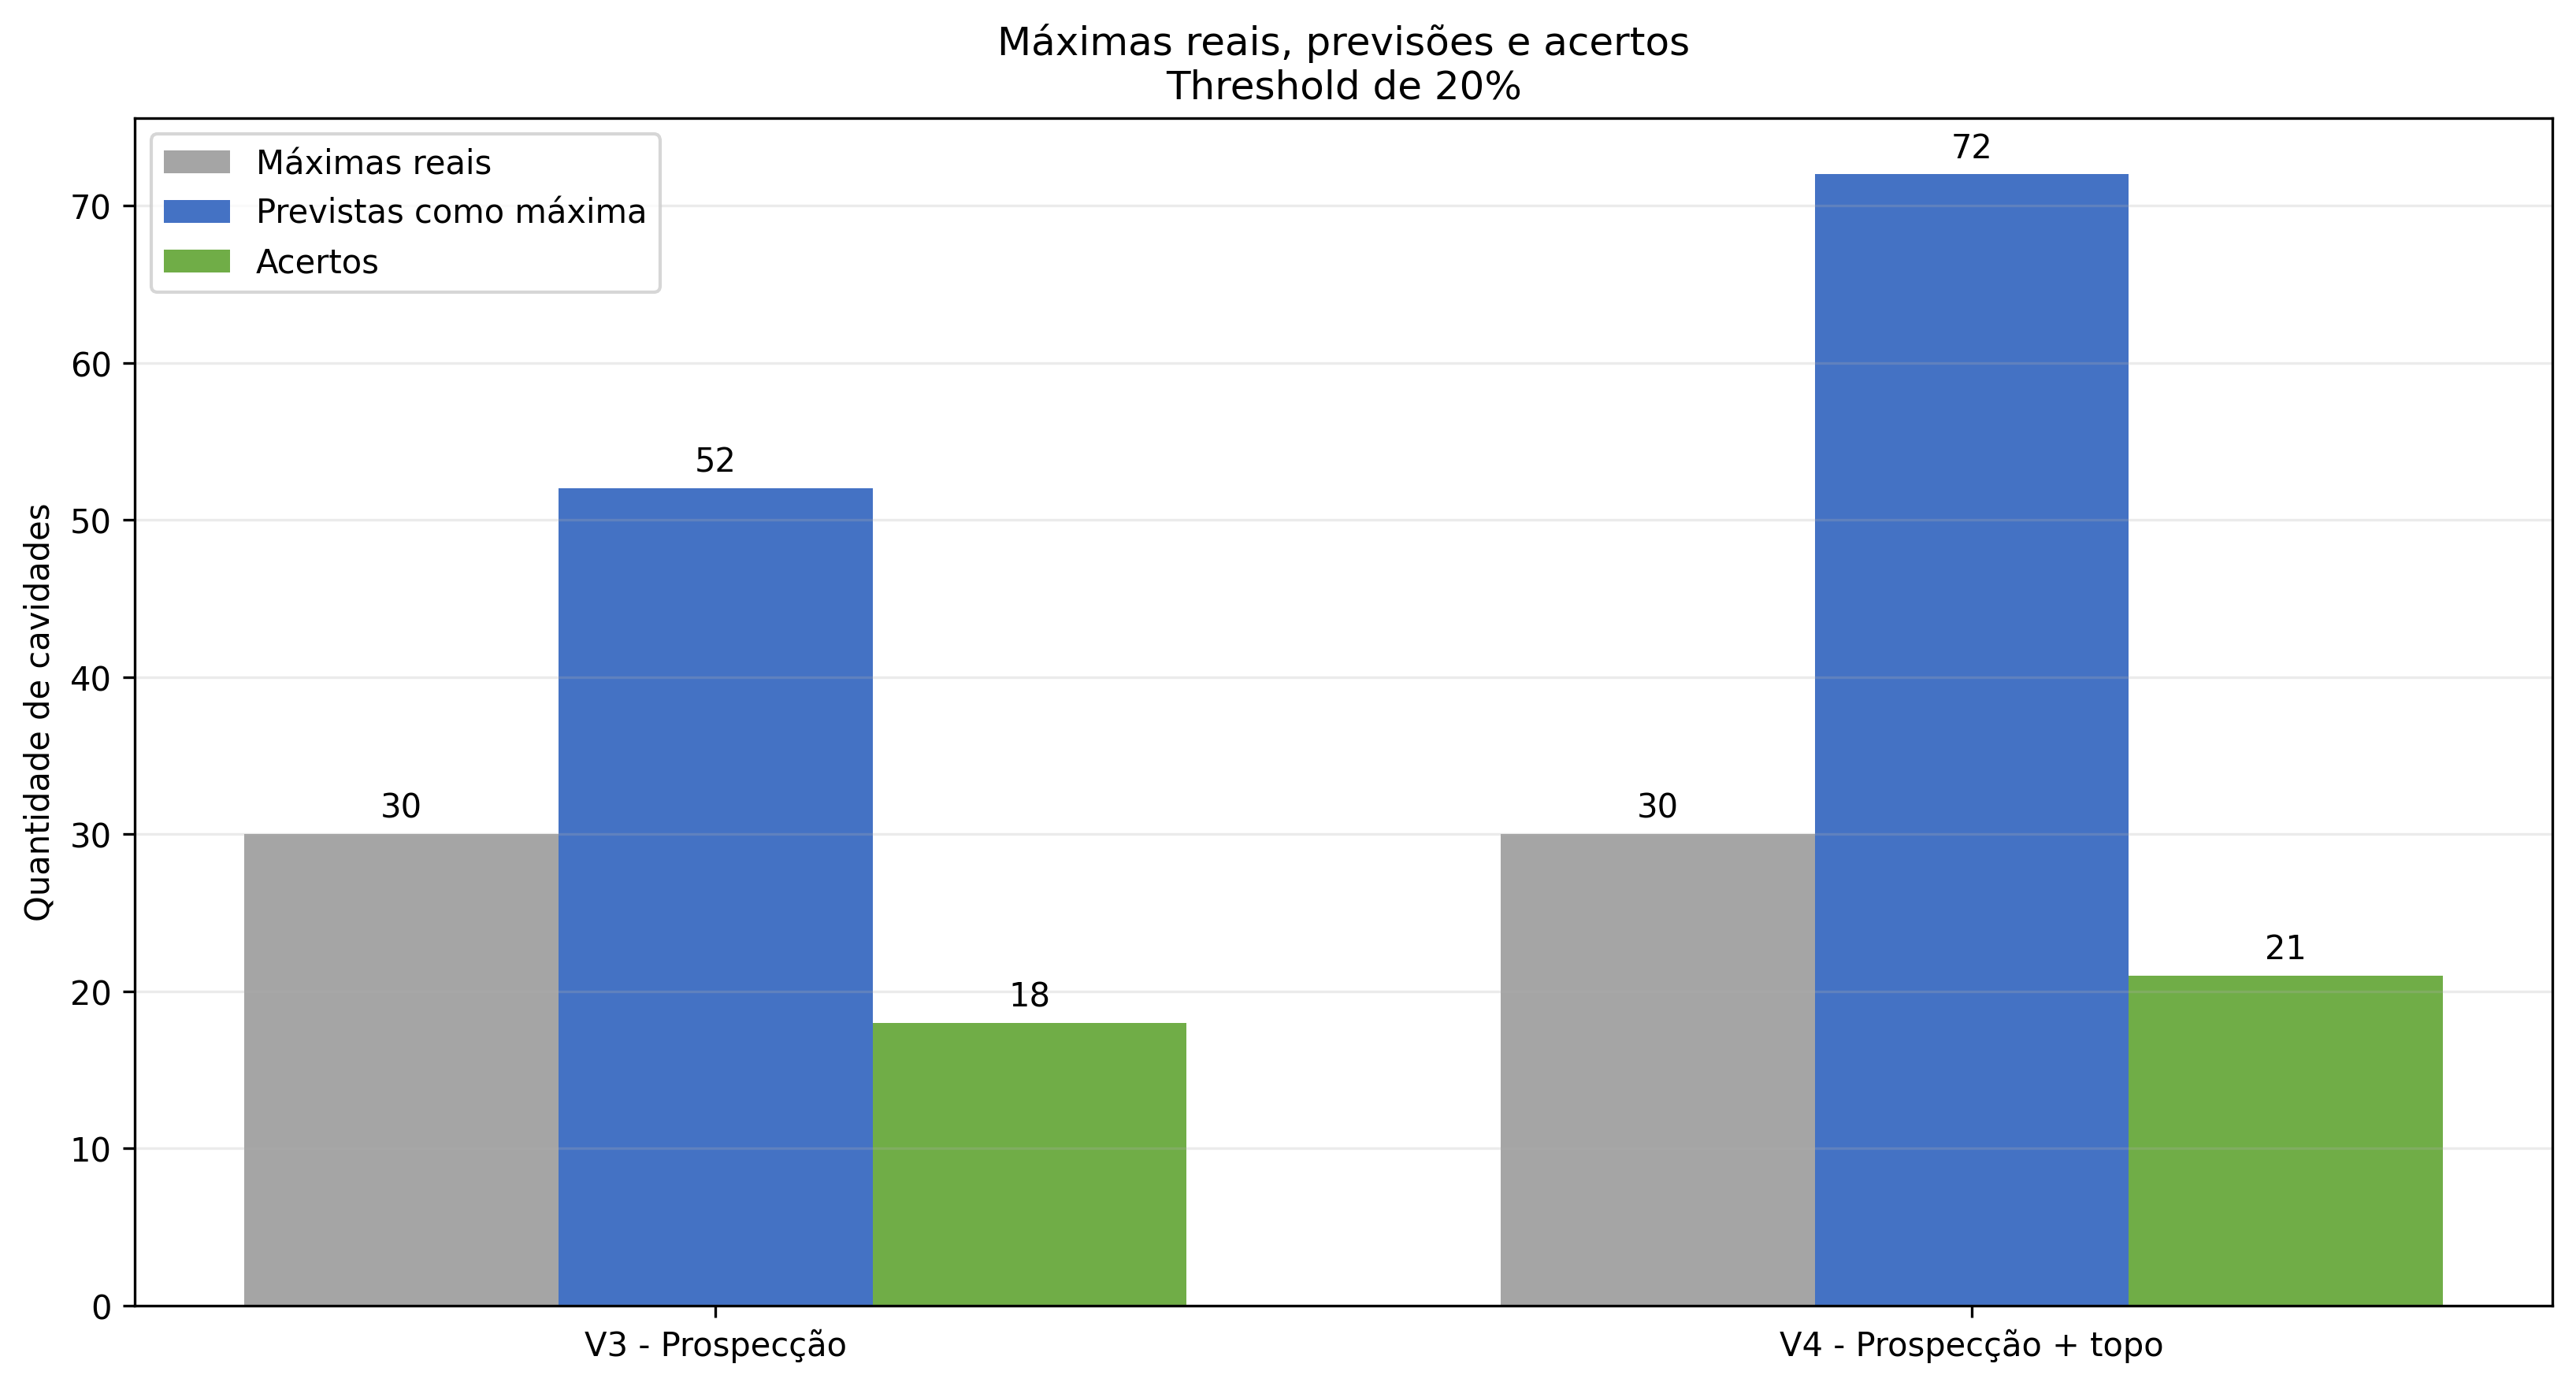 Máximas reais, previsões e acertos
Threshold de 20%
Máximas reais
Previstas como máxima
Acertos
Quantidade de cavidades
70
60
50
40
30
20
10
0
30
52
18
30
72
21
V3 - Prospecção
V4 - Prospecção + topo